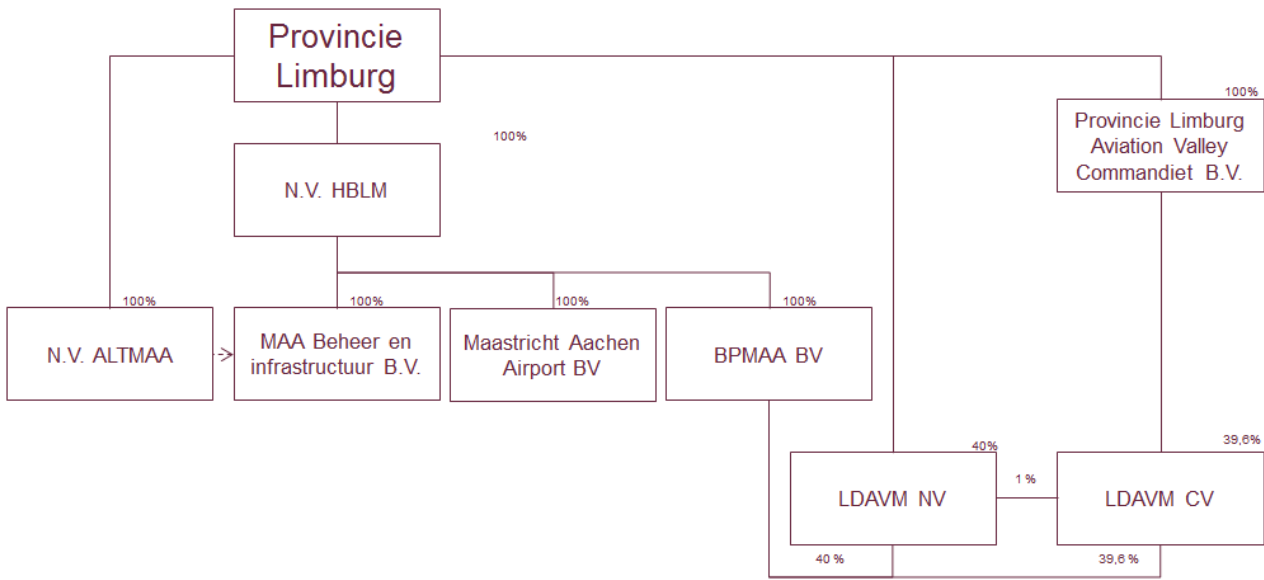 Provincie
Limburg
100%
Provincie Limburg
Aviation Valley
Commandiet B.V.
100%
N.V. HBLM
100%
100%
100%
100%
N.V. ALTMAA
MAA Beheer en
infrastructuur B.V.
Maastricht Aachen
Airport BV
BPMAA BV
40%
39,6%
1 %
LDAVM NV
LDAVM CV
40 %
39,6 %